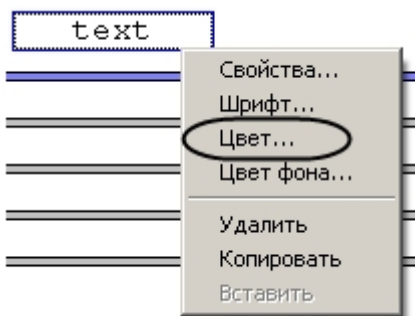 text
Свойства...
Шрифт...
Цвет...
Цвет фона...
Удалить
Копировать
Вставить